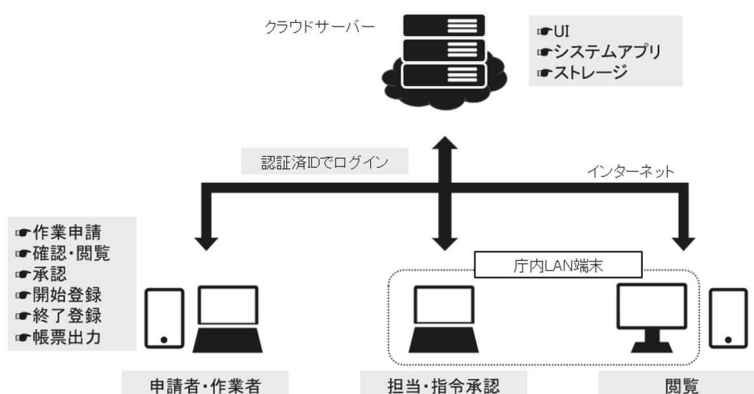 クラウドサーバー
☛UI
☛システムアプリ
☛ストレージ
認証済IDでログイン
インターネット
☛作業申請
☛確認・閲覧
☛承認
☛開始登録
☛終了登録
☛帳票出力
庁内LAN端末
申請者・作業者
担当・指令承認
閲覧